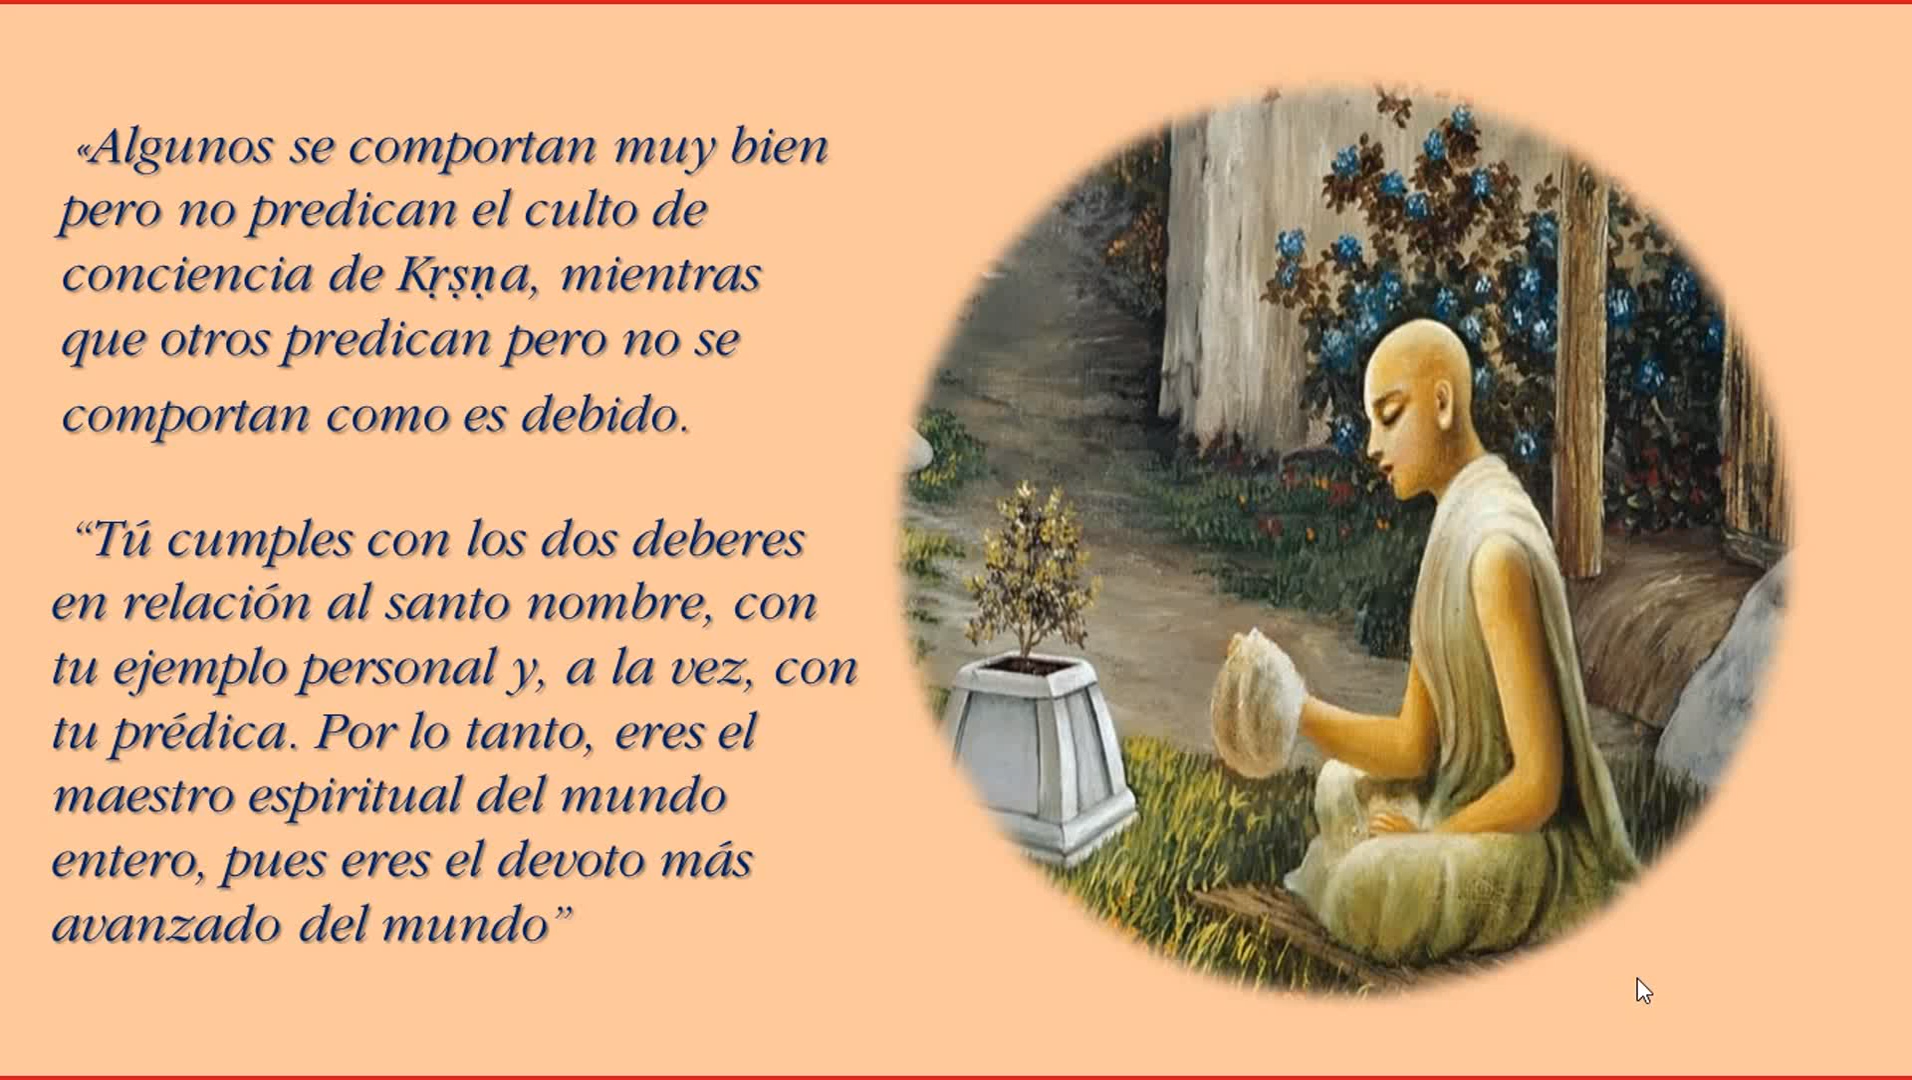 «Algunos se comportan muy bien
pero no predican el culto de
conciencia de Kṛṣṇa, mientras
que otros predican pero no se
comportan como es debido.
“Tú cumples con los dos deberes
en relación al santo nombre, con
tu ejemplo personal y, a la vez, con
tu prédica. Por lo tanto, eres el
maestro espiritual del mundo
entero, pues eres el devoto más
avanzado del mundo”